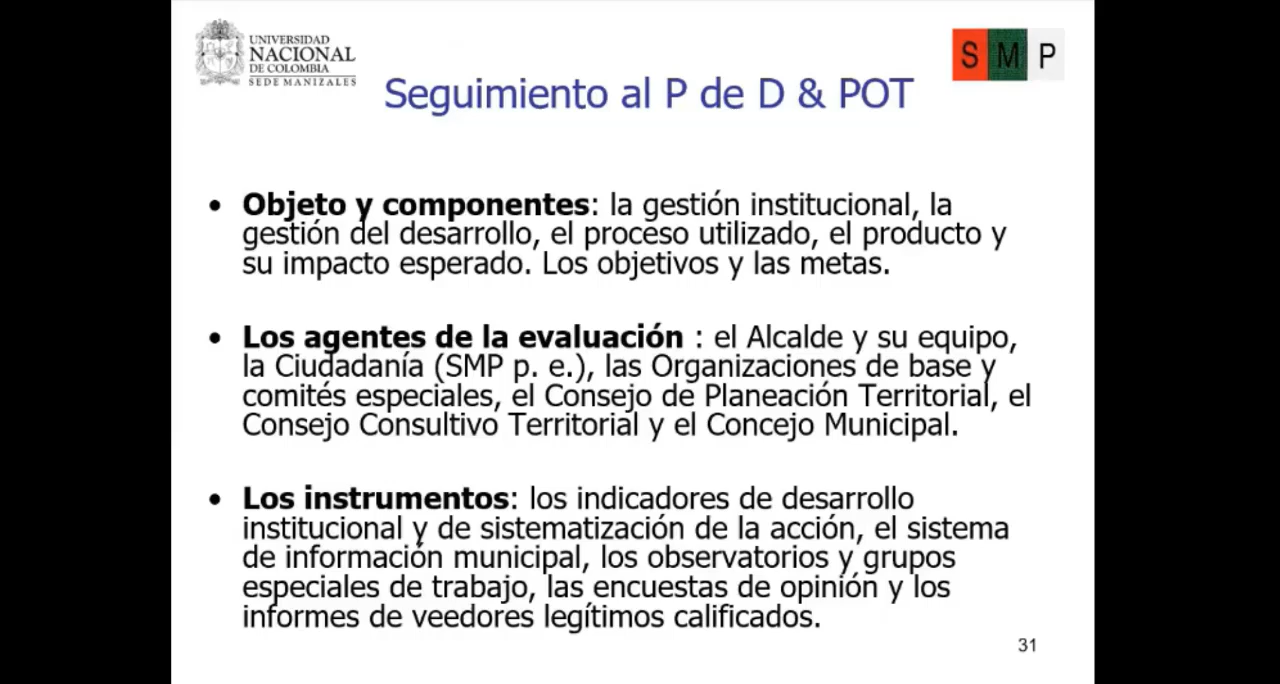 UNIVERSIDAD
NACIONAL
DE COLOMBIA
SEDE MANIZALES
S M P
Seguimiento al P de D & POT
• Objeto y componentes: la gestión institucional, la
gestión del desarrollo, el proceso utilizado, el producto y
su impacto esperado. Los objetivos y las metas.
• Los agentes de la evaluación : el Alcalde y su equipo,
la Ciudadanía (SMP p. e.), las Organizaciones de base y
comités especiales, el Consejo de Planeación Territorial, el
Consejo Consultivo Territorial y el Concejo Municipal.
• Los instrumentos: los indicadores de desarrollo
institucional y de sistematización de la acción, el sistema
de información municipal, los observatorios y grupos
especiales de trabajo, las encuestas de opinión y los
informes de veedores legítimos calificados.
31